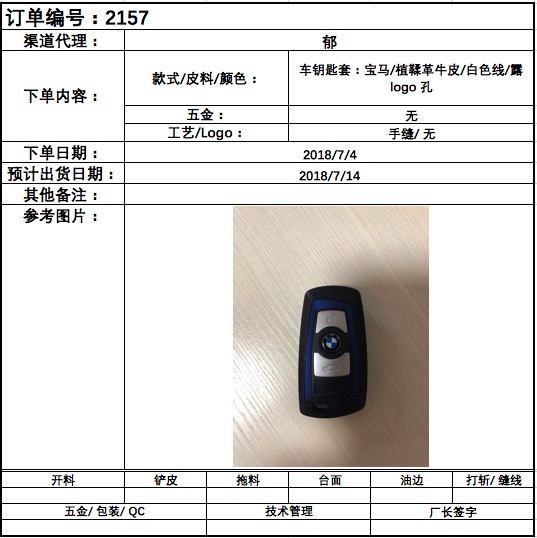 订单编号：2157
渠道代理：
郁
下单内容：
款式/皮料/颜色：
车钥匙套：宝马/植鞣革牛皮/白色线/露
logo 孔
五金：
无
工艺/Logo：
手缝/ 无
下单日期：
2018/7/4
预计出货日期：
2018/7/14
其他备注：
参考图片：
开料 铲皮 拖料 台面 油边 打斩/ 缝线
五金/ 包装/ QC 技术管理 厂长签字